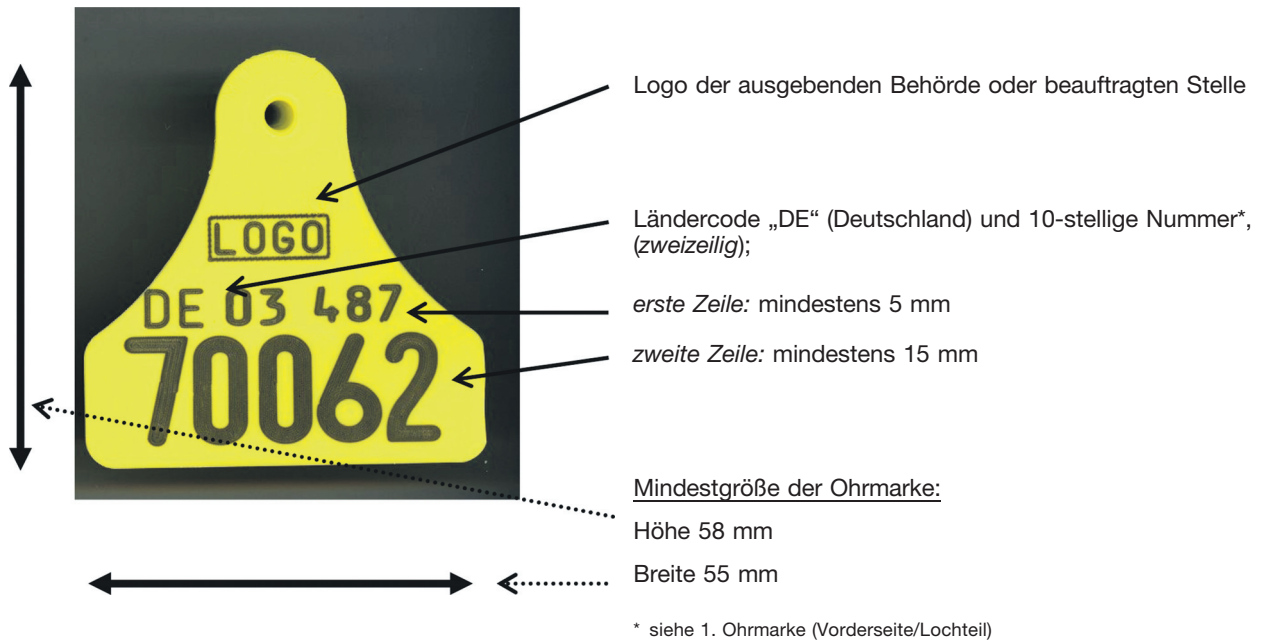 Logo der ausgebenden Behörde oder beauftragten Stelle
LOGO
Ländercode „DE“ (Deutschland) und 10-stellige Nummer*,
(zweizeilig);
DE 03 487
erste Zeile: mindestens 5 mm
70062
zweite Zeile: mindestens 15 mm
Mindestgröße der Ohrmarke:
Höhe 58 mm
Breite 55 mm
* siehe 1. Ohrmarke (Vorderseite/Lochteil)